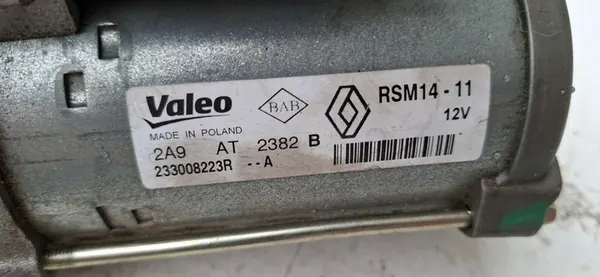 Valeo BAB RSM14 - 11
MADE IN POLAND 12V
2A9 AT 2382 B
233008223R --A